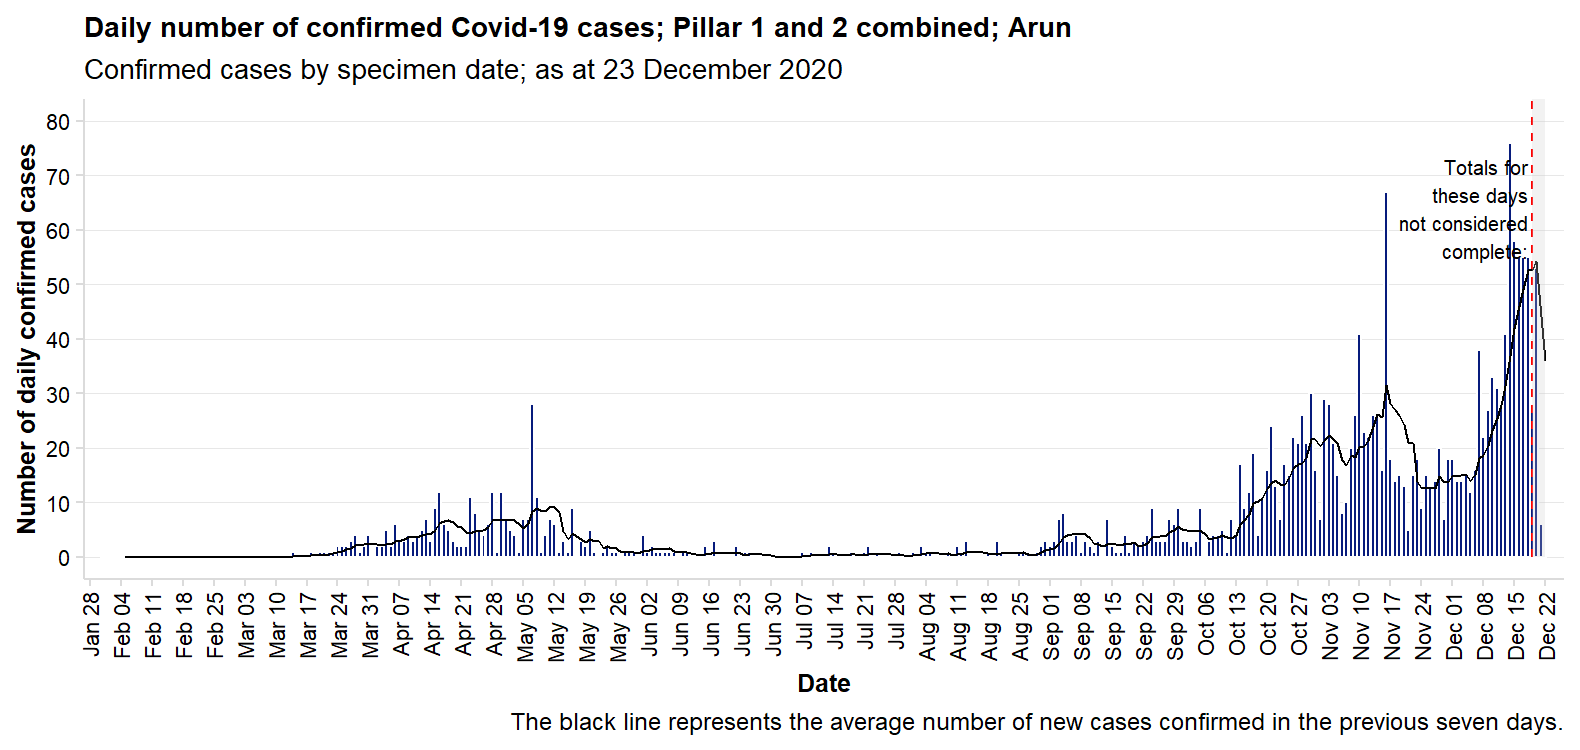 Daily number of confirmed Covid-19 cases; Pillar 1 and 2 combined; Arun
Confirmed cases by specimen date; as at 23 December 2020
Number of daily confirmed cases
80
70
60
50
40
30
20
10
0
Totals for
these days
not considered
complete.
Jan 28
Feb 04
Feb 11
Feb 18
Feb 25
Mar 03
Mar 10
Mar 17
Mar 24
Mar 31
Apr 07
Apr 14
Apr 21
Apr 28
May 05
May 12
May 19
May 26
Jun 02
Jun 09
Jun 16
Jun 23
Jun 30
Jul 07
Jul 14
Jul 21
Jul 28
Aug 04
Aug 11
Aug 18
Aug 25
Sep 01
Sep 08
Sep 15
Sep 22
Sep 29
Oct 06
Oct 13
Oct 20
Oct 27
Nov 03
Nov 10
Nov 17
Nov 24
Dec 01
Dec 08
Dec 15
Dec 22
Date
The black line represents the average number of new cases confirmed in the previous seven days.